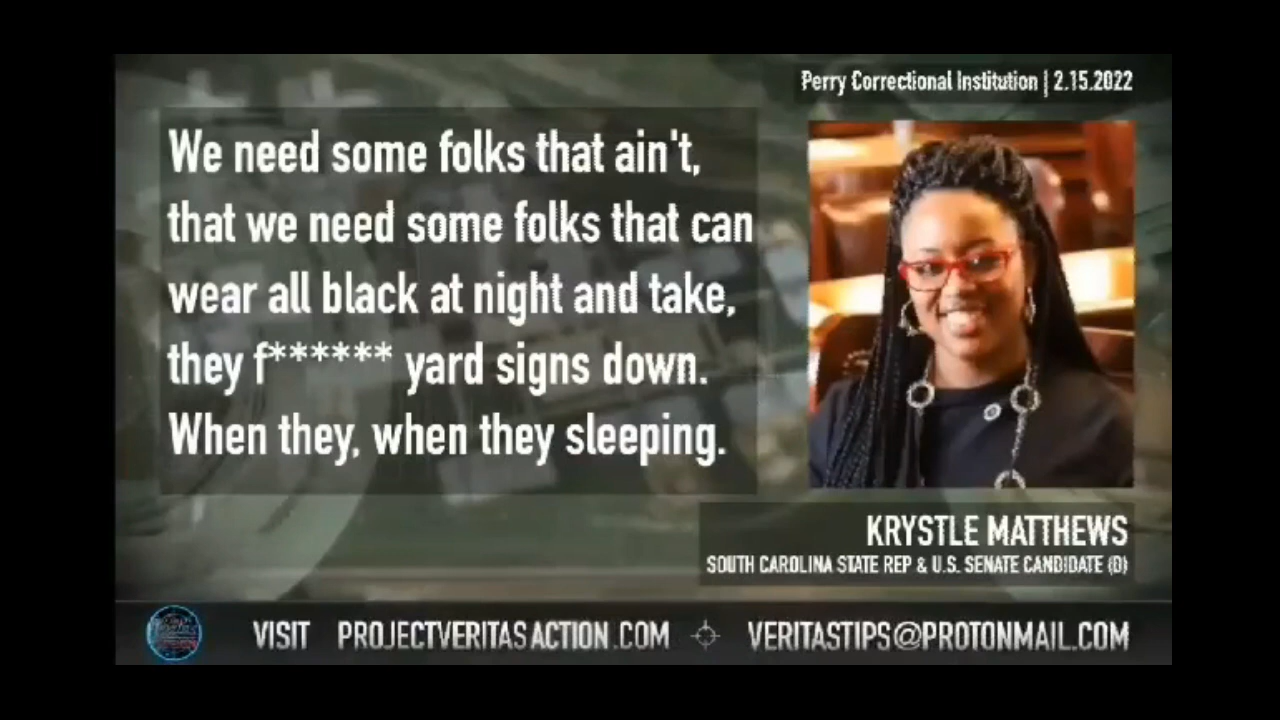 Perry Correctional Institution | 2.15.2022
We need some folks that ain't,
that we need some folks that can
wear all black at night and take,
they f****** yard signs down.
When they, when they sleeping.
KRYSTLE MATTHEWS
SOUTH CAROLINA STATE REP & U.S. SENATE CANDIDATE (D)
VISIT PROJECTVERITASACTION.COM VERITASTIPS@PROTONMAIL.COM